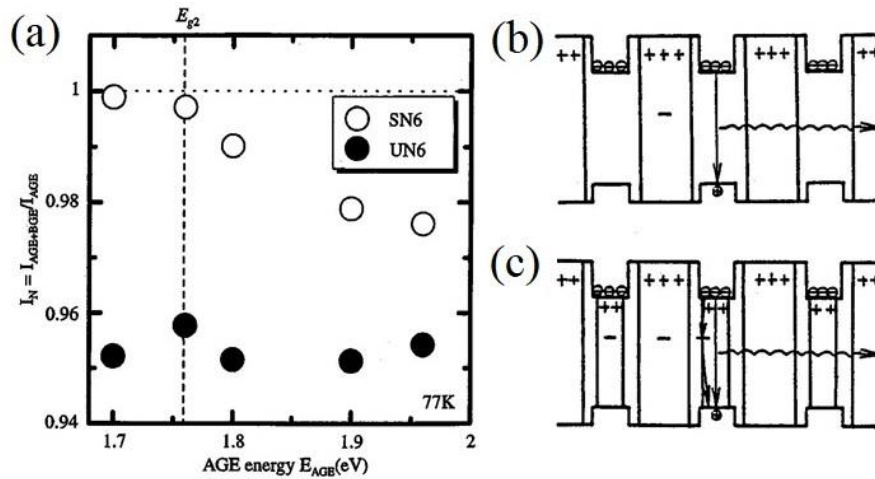 (a)
E_g2
1
0.98
0.96
0.94
1.7
1.8
1.9
2
I_N = I_AGE+BGE/I_AGE
AGE energy E_AGE(eV)
SN6
UN6
77K
(b)
++ +++ +++ ++
−
⊖⊖⊖ ⊖⊖⊖ ⊖⊖⊖
⊕
(c)
++ +++ +++ ++
⊖⊖⊖ ⊖⊖⊖ ⊖⊖⊖
++ ++ ++
− − −
⊕